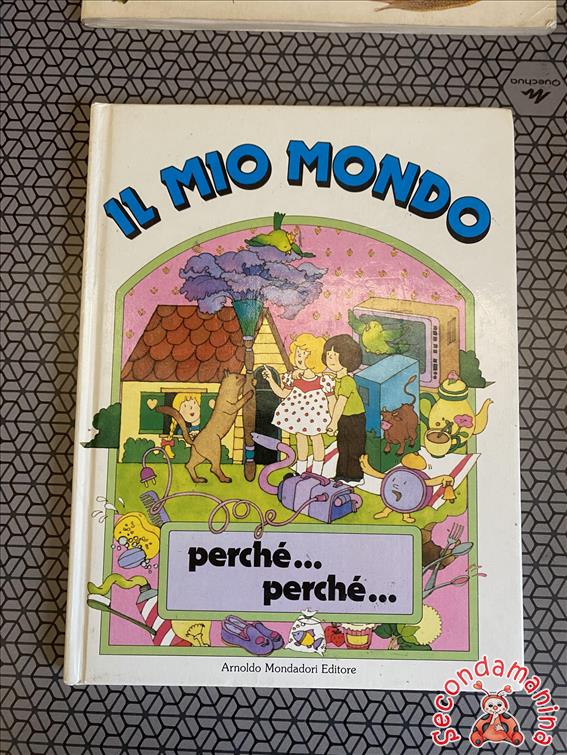 Quechua
IL MIO MONDO
perché...
perché...
Arnoldo Mondadori Editore
Secondamanina